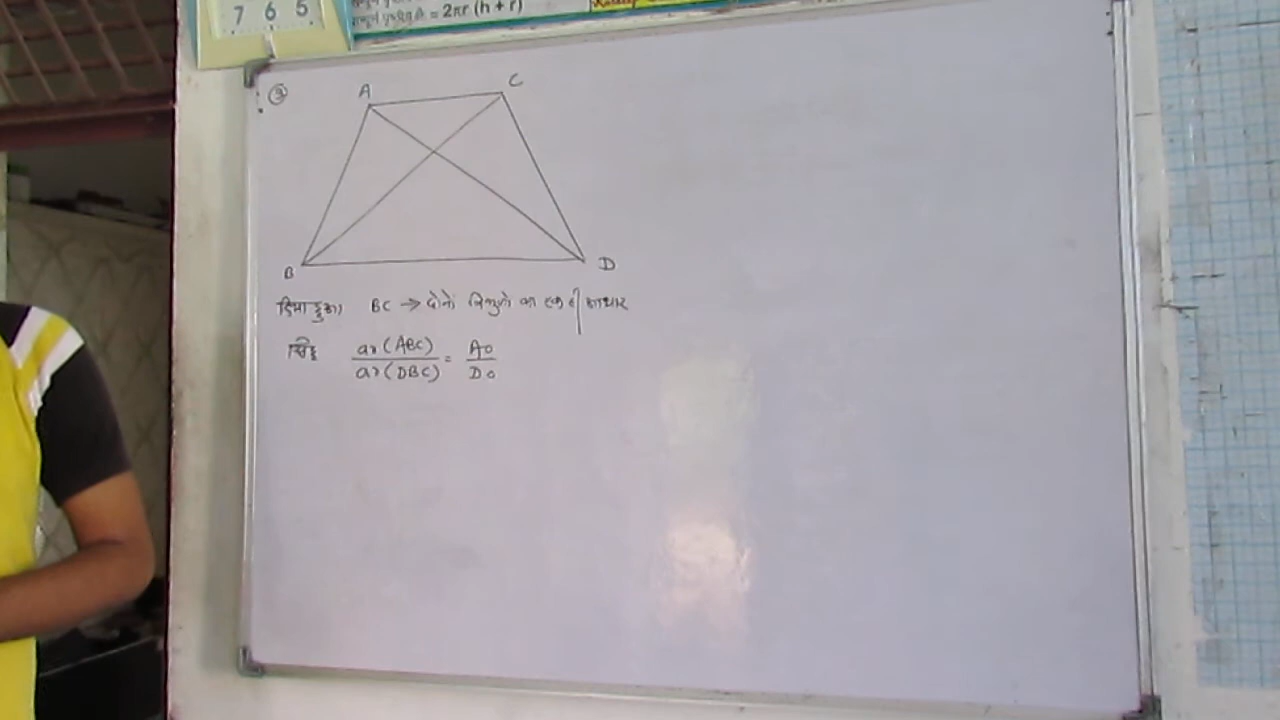 7 6 5
= 2πr (h + r)
③
A C
B D
दिया हुआ BC → दोनों त्रिभुजों का एक ही आधार
सिद्ध ar(ABC) = AO
ar(DBC) DO